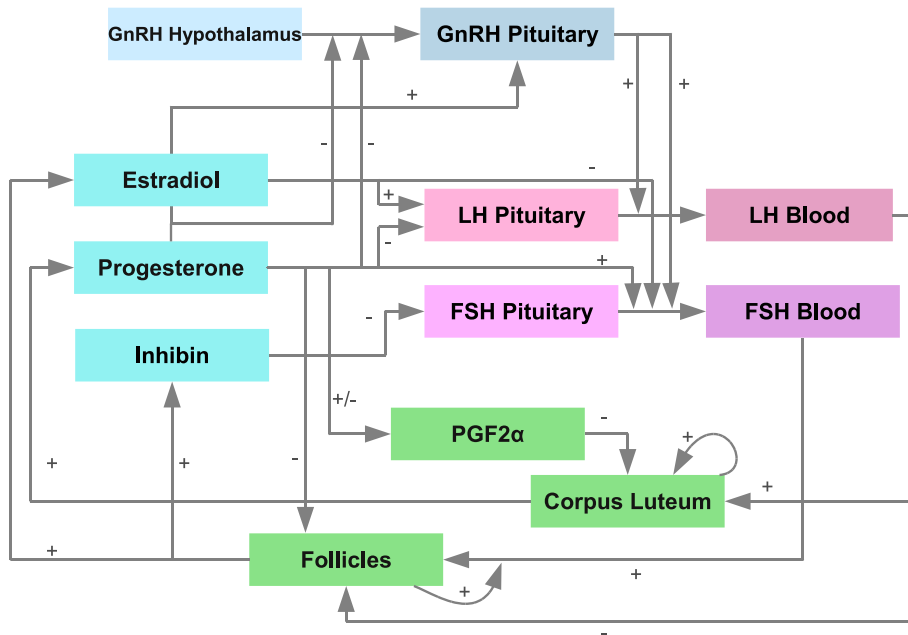 GnRH Hypothalamus
GnRH Pituitary
+
+
+
-
-
Estradiol
-
+
LH Pituitary
LH Blood
-
Progesterone
+
FSH Pituitary
FSH Blood
-
Inhibin
+/-
PGF2α
-
+
+
+
-
Corpus Luteum
+
Follicles
+
+
+
-